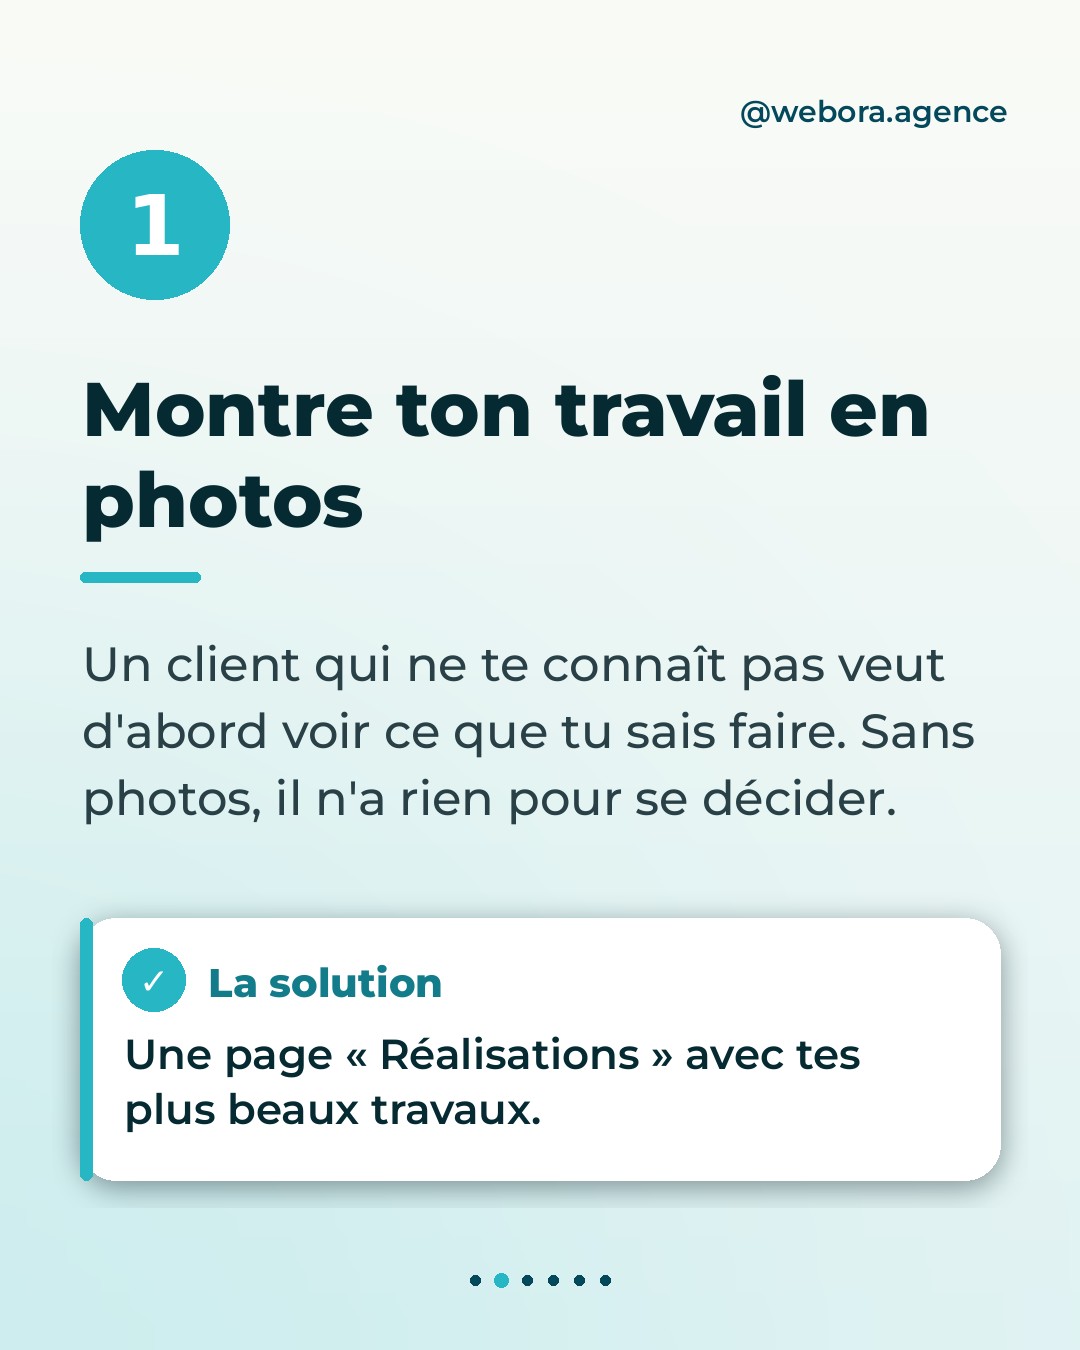 @webora.agence
1
Montre ton travail en
photos
Un client qui ne te connaît pas veut
d'abord voir ce que tu sais faire. Sans
photos, il n'a rien pour se décider.
✓ La solution
Une page « Réalisations » avec tes
plus beaux travaux.